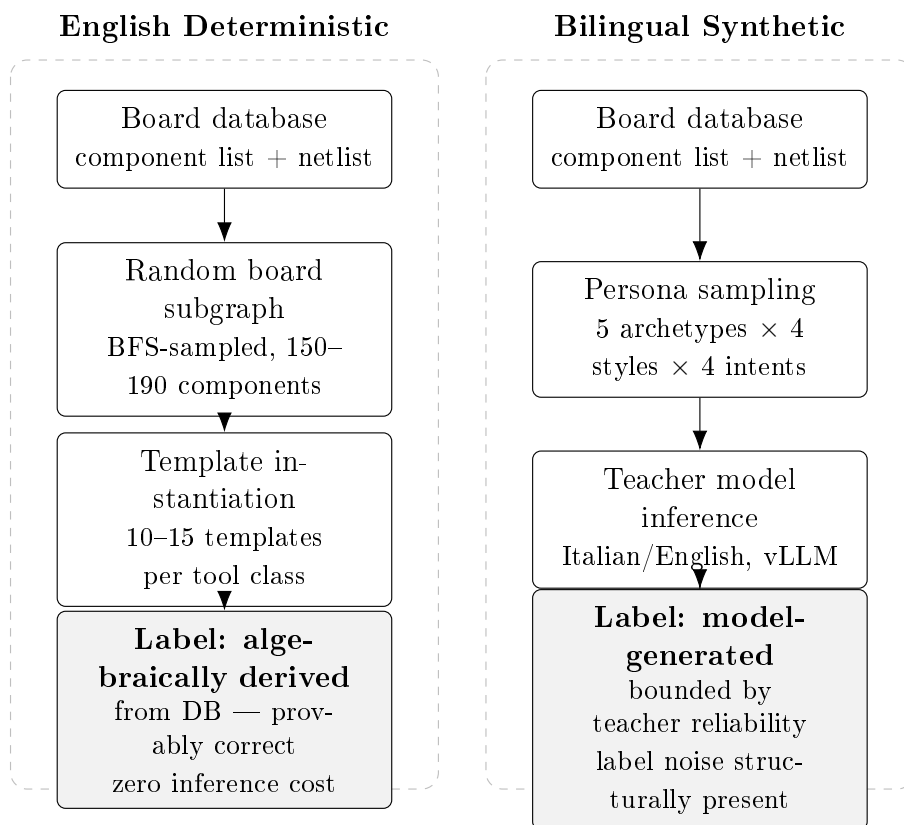 English Deterministic
Board database
component list + netlist
Random board
subgraph
BFS-sampled, 150–
190 components
Template in-
stantiation
10–15 templates
per tool class
Label: alge-
braically derived
from DB — prov-
ably correct
zero inference cost
Bilingual Synthetic
Board database
component list + netlist
Persona sampling
5 archetypes × 4
styles × 4 intents
Teacher model
inference
Italian/English, vLLM
Label: model-
generated
bounded by
teacher reliability
label noise struc-
turally present